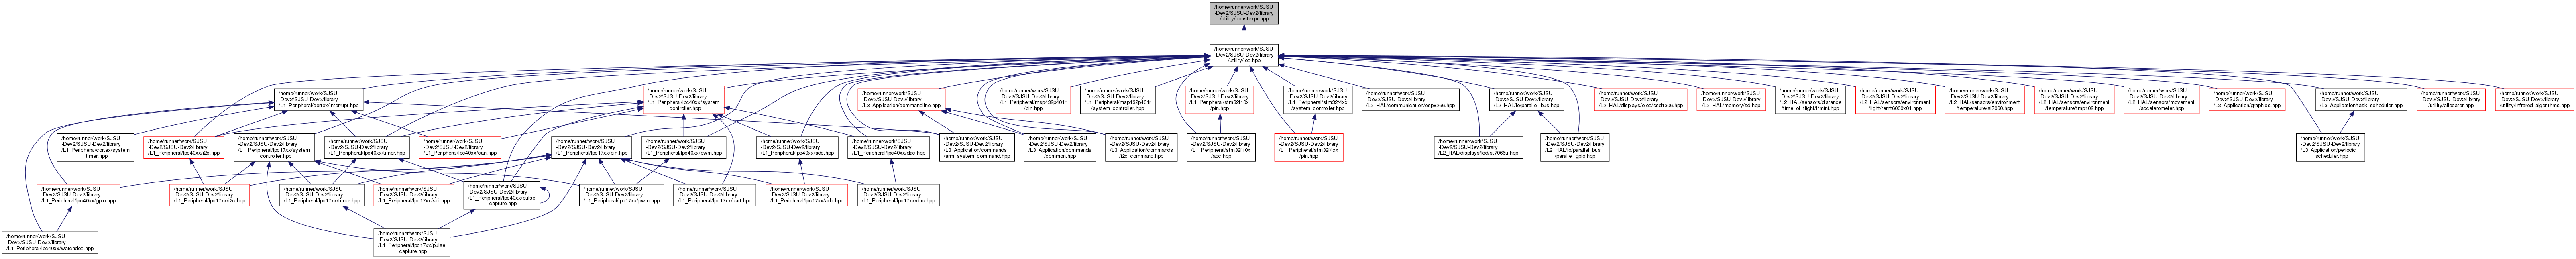 /home/runner/work/SJSU
-Dev2/SJSU-Dev2/library
/utility/constexpr.hpp
/home/runner/work/SJSU
-Dev2/SJSU-Dev2/library
/utility/log.hpp
/home/runner/work/SJSU
-Dev2/SJSU-Dev2/library
/L1_Peripheral/cortex/interrupt.hpp
/home/runner/work/SJSU
-Dev2/SJSU-Dev2/library
/L1_Peripheral/lpc40xx/system
_controller.hpp
/home/runner/work/SJSU
-Dev2/SJSU-Dev2/library
/L3_Application/commandline.hpp
/home/runner/work/SJSU
-Dev2/SJSU-Dev2/library
/L1_Peripheral/msp432p401r
/pin.hpp
/home/runner/work/SJSU
-Dev2/SJSU-Dev2/library
/L1_Peripheral/msp432p401r
/system_controller.hpp
/home/runner/work/SJSU
-Dev2/SJSU-Dev2/library
/L1_Peripheral/stm32f10x
/pin.hpp
/home/runner/work/SJSU
-Dev2/SJSU-Dev2/library
/L1_Peripheral/stm32f4xx
/system_controller.hpp
/home/runner/work/SJSU
-Dev2/SJSU-Dev2/library
/L2_HAL/communication/esp8266.hpp
/home/runner/work/SJSU
-Dev2/SJSU-Dev2/library
/L2_HAL/io/parallel_bus.hpp
/home/runner/work/SJSU
-Dev2/SJSU-Dev2/library
/L2_HAL/displays/oled/ssd1306.hpp
/home/runner/work/SJSU
-Dev2/SJSU-Dev2/library
/L2_HAL/memory/sd.hpp
/home/runner/work/SJSU
-Dev2/SJSU-Dev2/library
/L2_HAL/sensors/distance
/time_of_flight/tfmini.hpp
/home/runner/work/SJSU
-Dev2/SJSU-Dev2/library
/L2_HAL/sensors/environment
/light/temt6000x01.hpp
/home/runner/work/SJSU
-Dev2/SJSU-Dev2/library
/L2_HAL/sensors/environment
/temperature/si7060.hpp
/home/runner/work/SJSU
-Dev2/SJSU-Dev2/library
/L2_HAL/sensors/environment
/temperature/tmp102.hpp
/home/runner/work/SJSU
-Dev2/SJSU-Dev2/library
/L2_HAL/sensors/movement
/accelerometer.hpp
/home/runner/work/SJSU
-Dev2/SJSU-Dev2/library
/L3_Application/graphics.hpp
/home/runner/work/SJSU
-Dev2/SJSU-Dev2/library
/L3_Application/task_scheduler.hpp
/home/runner/work/SJSU
-Dev2/SJSU-Dev2/library
/utility/allocator.hpp
/home/runner/work/SJSU
-Dev2/SJSU-Dev2/library
/utility/infrared_algorithms.hpp
/home/runner/work/SJSU
-Dev2/SJSU-Dev2/library
/L1_Peripheral/cortex/system
_timer.hpp
/home/runner/work/SJSU
-Dev2/SJSU-Dev2/library
/L1_Peripheral/lpc40xx/i2c.hpp
/home/runner/work/SJSU
-Dev2/SJSU-Dev2/library
/L1_Peripheral/lpc17xx/system
_controller.hpp
/home/runner/work/SJSU
-Dev2/SJSU-Dev2/library
/L1_Peripheral/lpc40xx/timer.hpp
/home/runner/work/SJSU
-Dev2/SJSU-Dev2/library
/L1_Peripheral/lpc40xx/can.hpp
/home/runner/work/SJSU
-Dev2/SJSU-Dev2/library
/L1_Peripheral/lpc17xx/pin.hpp
/home/runner/work/SJSU
-Dev2/SJSU-Dev2/library
/L1_Peripheral/lpc40xx/pwm.hpp
/home/runner/work/SJSU
-Dev2/SJSU-Dev2/library
/L1_Peripheral/lpc40xx/adc.hpp
/home/runner/work/SJSU
-Dev2/SJSU-Dev2/library
/L1_Peripheral/lpc40xx/dac.hpp
/home/runner/work/SJSU
-Dev2/SJSU-Dev2/library
/L3_Application/commands
/arm_system_command.hpp
/home/runner/work/SJSU
-Dev2/SJSU-Dev2/library
/L3_Application/commands
/common.hpp
/home/runner/work/SJSU
-Dev2/SJSU-Dev2/library
/L3_Application/commands
/i2c_command.hpp
/home/runner/work/SJSU
-Dev2/SJSU-Dev2/library
/L1_Peripheral/stm32f10x
/adc.hpp
/home/runner/work/SJSU
-Dev2/SJSU-Dev2/library
/L1_Peripheral/stm32f4xx
/pin.hpp
/home/runner/work/SJSU
-Dev2/SJSU-Dev2/library
/L2_HAL/displays/lcd/st7066u.hpp
/home/runner/work/SJSU
-Dev2/SJSU-Dev2/library
/L2_HAL/io/parallel_bus
/parallel_gpio.hpp
/home/runner/work/SJSU
-Dev2/SJSU-Dev2/library
/L3_Application/periodic
_scheduler.hpp
/home/runner/work/SJSU
-Dev2/SJSU-Dev2/library
/L1_Peripheral/lpc40xx/gpio.hpp
/home/runner/work/SJSU
-Dev2/SJSU-Dev2/library
/L1_Peripheral/lpc17xx/i2c.hpp
/home/runner/work/SJSU
-Dev2/SJSU-Dev2/library
/L1_Peripheral/lpc17xx/timer.hpp
/home/runner/work/SJSU
-Dev2/SJSU-Dev2/library
/L1_Peripheral/lpc17xx/spi.hpp
/home/runner/work/SJSU
-Dev2/SJSU-Dev2/library
/L1_Peripheral/lpc40xx/pulse
_capture.hpp
/home/runner/work/SJSU
-Dev2/SJSU-Dev2/library
/L1_Peripheral/lpc17xx/pwm.hpp
/home/runner/work/SJSU
-Dev2/SJSU-Dev2/library
/L1_Peripheral/lpc17xx/uart.hpp
/home/runner/work/SJSU
-Dev2/SJSU-Dev2/library
/L1_Peripheral/lpc17xx/adc.hpp
/home/runner/work/SJSU
-Dev2/SJSU-Dev2/library
/L1_Peripheral/lpc17xx/dac.hpp
/home/runner/work/SJSU
-Dev2/SJSU-Dev2/library
/L1_Peripheral/lpc40xx/watchdog.hpp
/home/runner/work/SJSU
-Dev2/SJSU-Dev2/library
/L1_Peripheral/lpc17xx/pulse
_capture.hpp